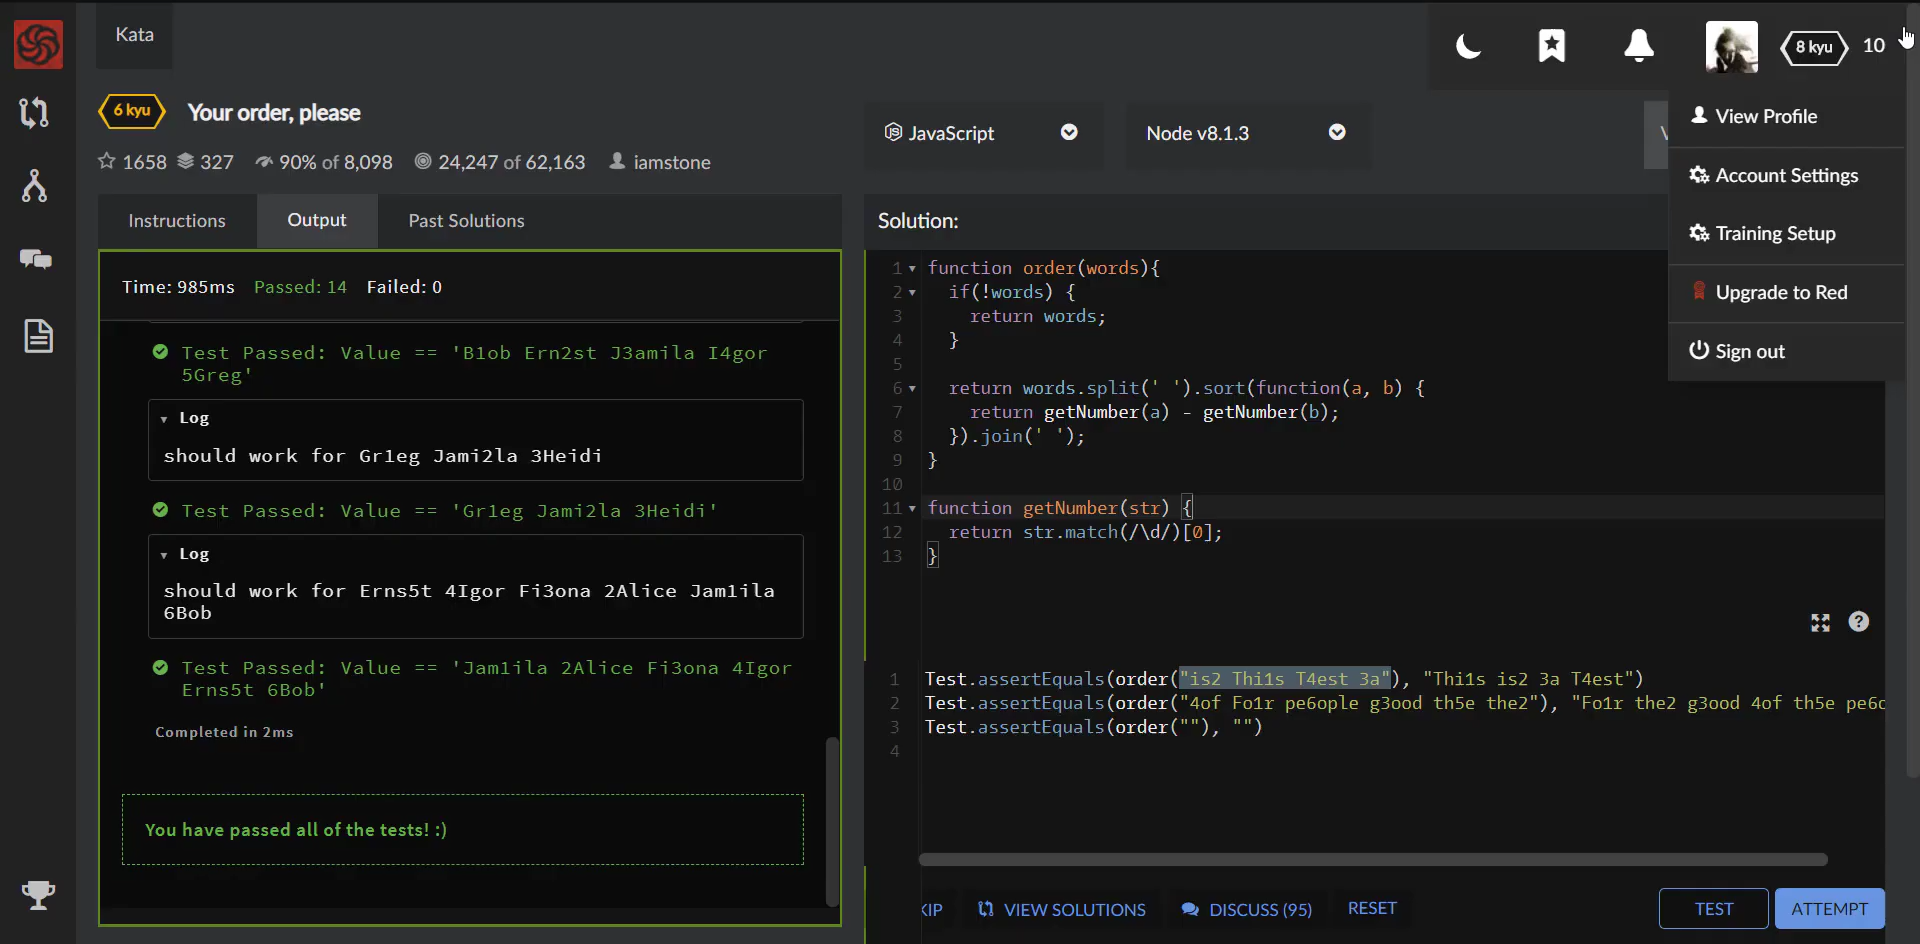 Kata
8 kyu 10
6 kyu Your order, please
1658 327 90% of 8,098 24,247 of 62,163 iamstone
JavaScript
Node v8.1.3
View Profile
Account Settings
Training Setup
Upgrade to Red
Sign out
Instructions Output Past Solutions
Time: 985ms Passed: 14 Failed: 0
Test Passed: Value == 'B1ob Ern2st J3amila I4gor
5Greg'
Log
should work for Gr1eg Jami2la 3Heidi
Test Passed: Value == 'Gr1eg Jami2la 3Heidi'
Log
should work for Erns5t 4Igor Fi3ona 2Alice Jam1ila
6Bob
Test Passed: Value == 'Jam1ila 2Alice Fi3ona 4Igor
Erns5t 6Bob'
Completed in 2ms
You have passed all of the tests! :)
Solution:
1 function order(words){
2 if(!words) {
3 return words;
4 }
5
6 return words.split(' ').sort(function(a, b) {
7 return getNumber(a) - getNumber(b);
8 }).join(' ');
9 }
10
11 function getNumber(str) {
12 return str.match(/\d/)[0];
13 }
1 Test.assertEquals(order("is2 Thi1s T4est 3a"), "Thi1s is2 3a T4est")
2 Test.assertEquals(order("4of Fo1r pe6ople g3ood th5e the2"), "Fo1r the2 g3ood 4of th5e pe6
3 Test.assertEquals(order(""), "")
4
KIP VIEW SOLUTIONS DISCUSS (95) RESET
TEST ATTEMPT